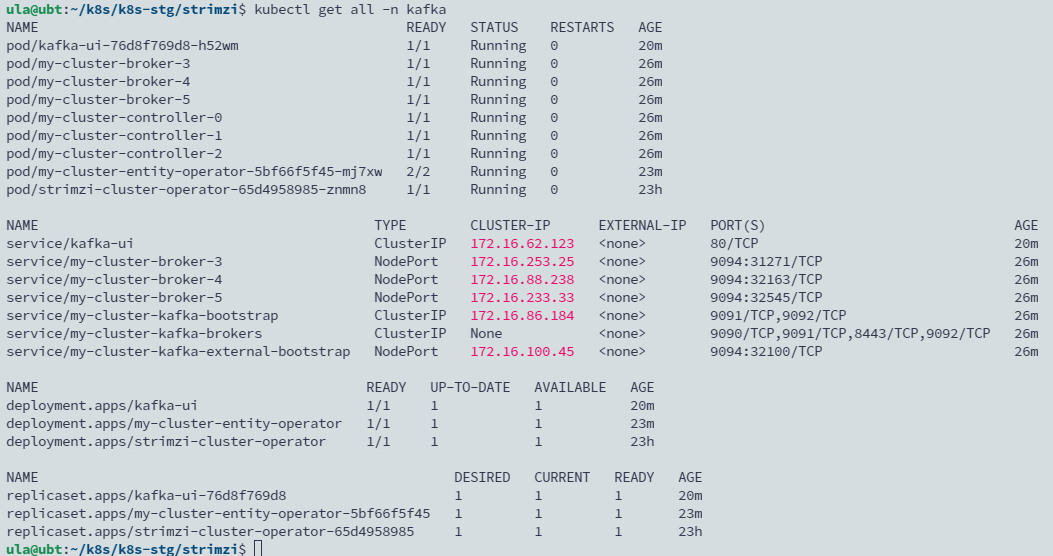 ula@ubt:~/k8s/k8s-stg/strimzi$ kubectl get all -n kafka
NAME READY STATUS RESTARTS AGE
pod/kafka-ui-76d8f769d8-h52wm 1/1 Running 0 20m
pod/my-cluster-broker-3 1/1 Running 0 26m
pod/my-cluster-broker-4 1/1 Running 0 26m
pod/my-cluster-broker-5 1/1 Running 0 26m
pod/my-cluster-controller-0 1/1 Running 0 26m
pod/my-cluster-controller-1 1/1 Running 0 26m
pod/my-cluster-controller-2 1/1 Running 0 26m
pod/my-cluster-entity-operator-5bf66f5f45-mj7xw 2/2 Running 0 23m
pod/strimzi-cluster-operator-65d4958985-znmn8 1/1 Running 0 23h
NAME TYPE CLUSTER-IP EXTERNAL-IP PORT(S) AGE
service/kafka-ui ClusterIP 172.16.62.123 <none> 80/TCP 20m
service/my-cluster-broker-3 NodePort 172.16.253.25 <none> 9094:31271/TCP 26m
service/my-cluster-broker-4 NodePort 172.16.88.238 <none> 9094:32163/TCP 26m
service/my-cluster-broker-5 NodePort 172.16.233.33 <none> 9094:32545/TCP 26m
service/my-cluster-kafka-bootstrap ClusterIP 172.16.86.184 <none> 9091/TCP,9092/TCP 26m
service/my-cluster-kafka-brokers ClusterIP None <none> 9090/TCP,9091/TCP,8443/TCP,9092/TCP 26m
service/my-cluster-kafka-external-bootstrap NodePort 172.16.100.45 <none> 9094:32100/TCP 26m
NAME READY UP-TO-DATE AVAILABLE AGE
deployment.apps/kafka-ui 1/1 1 1 20m
deployment.apps/my-cluster-entity-operator 1/1 1 1 23m
deployment.apps/strimzi-cluster-operator 1/1 1 1 23h
NAME DESIRED CURRENT READY AGE
replicaset.apps/kafka-ui-76d8f769d8 1 1 1 20m
replicaset.apps/my-cluster-entity-operator-5bf66f5f45 1 1 1 23m
replicaset.apps/strimzi-cluster-operator-65d4958985 1 1 1 23h
ula@ubt:~/k8s/k8s-stg/strimzi$